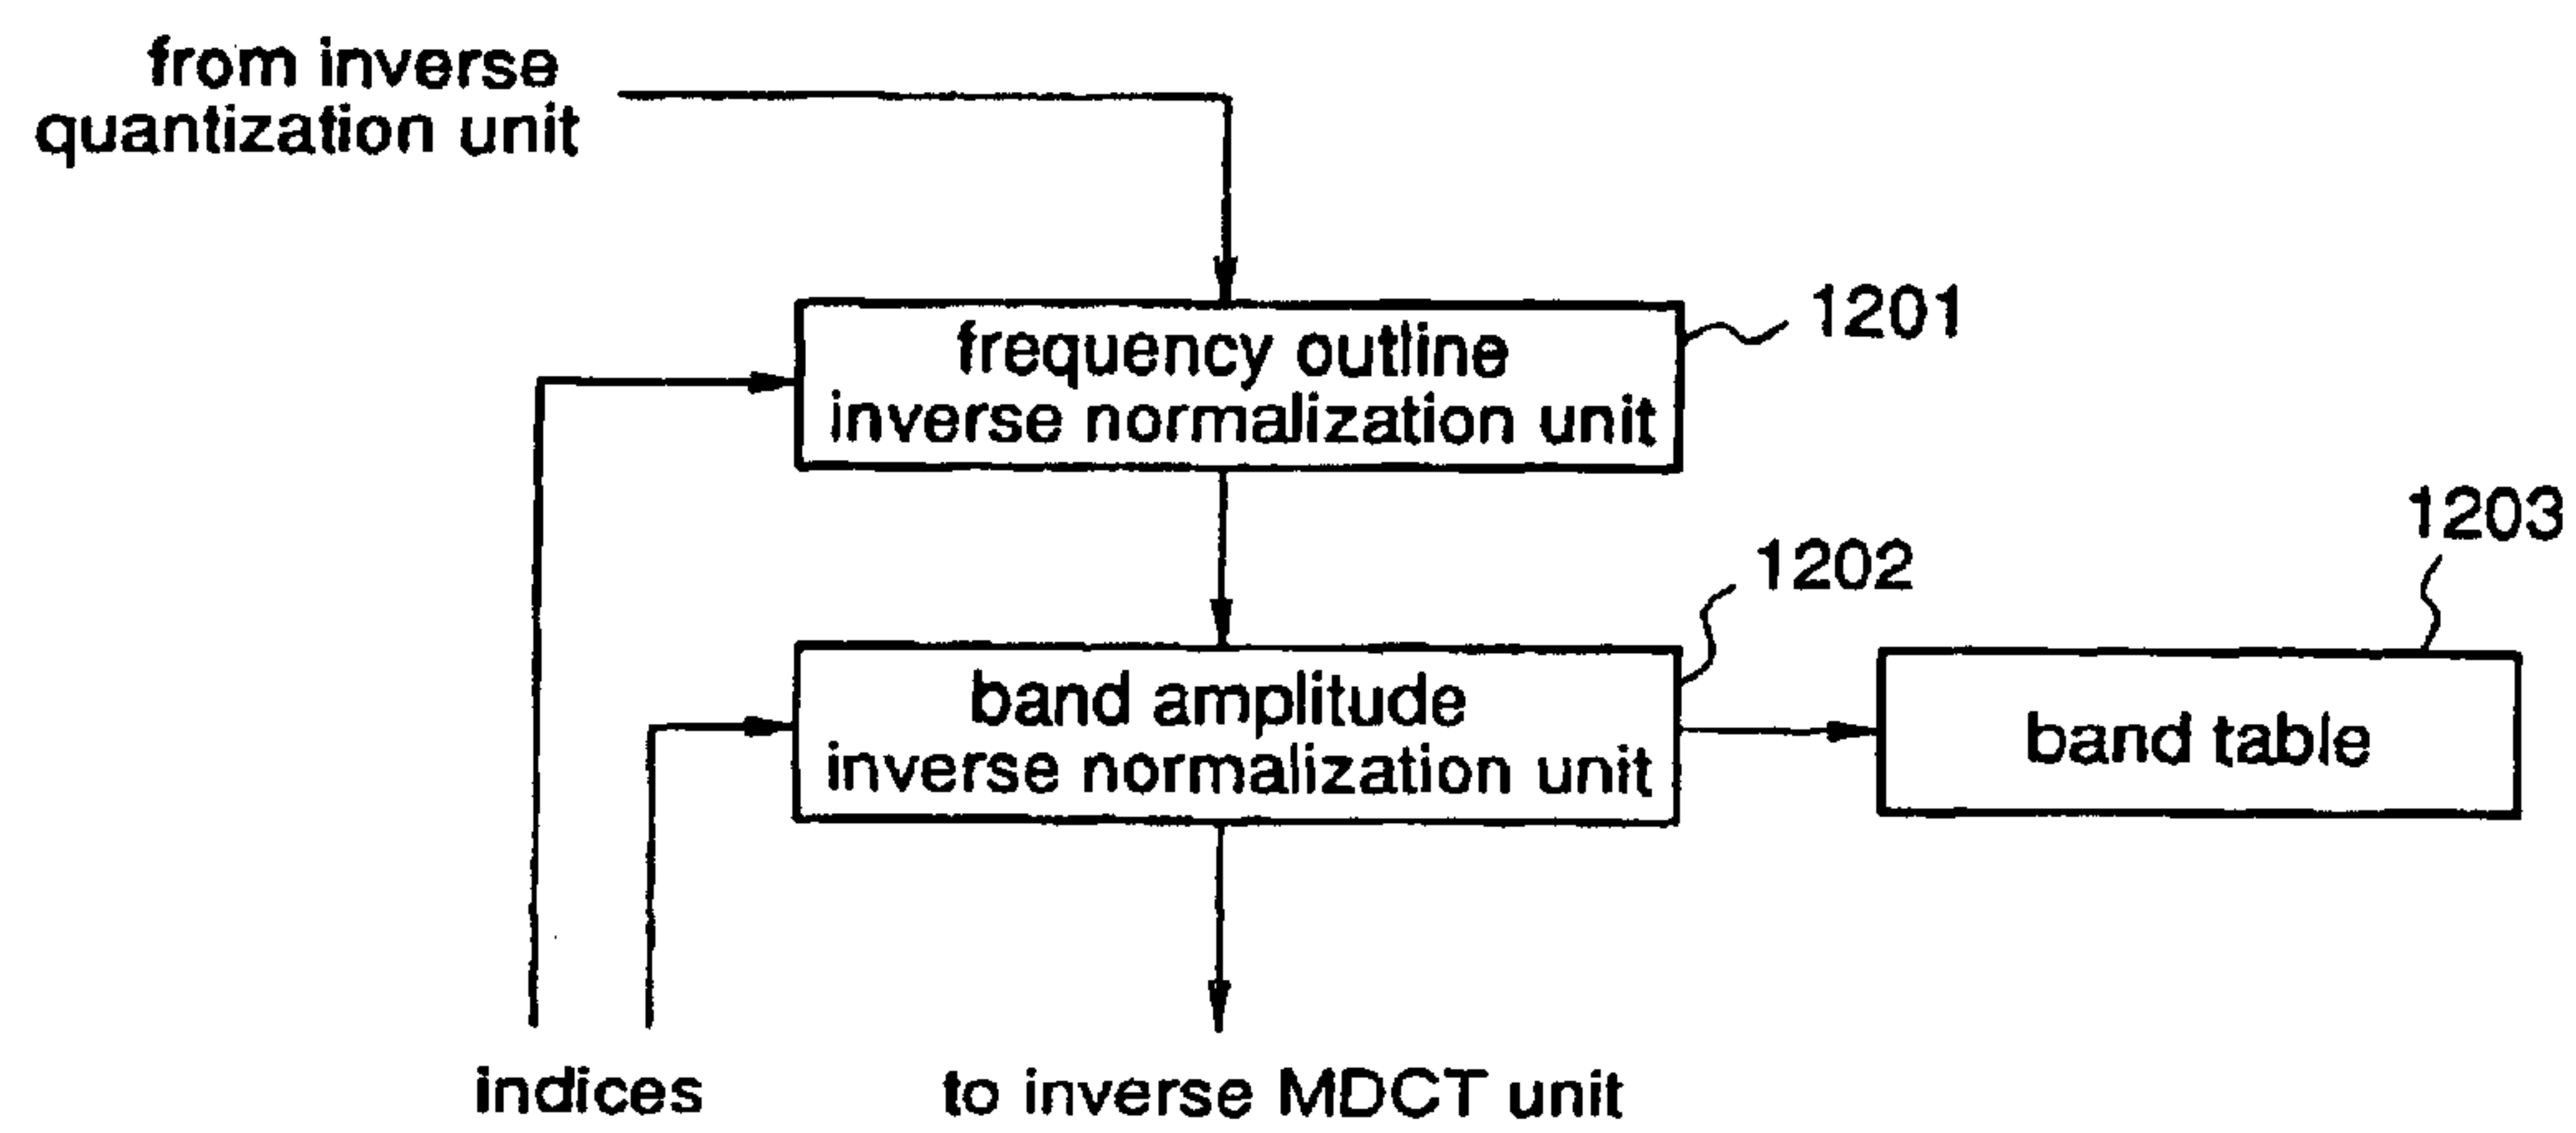 from inverse
quantization unit
1201
frequency outline
inverse normalization unit
1203
1202
band amplitude
inverse normalization unit
band table
indices
to inverse MDCT unit